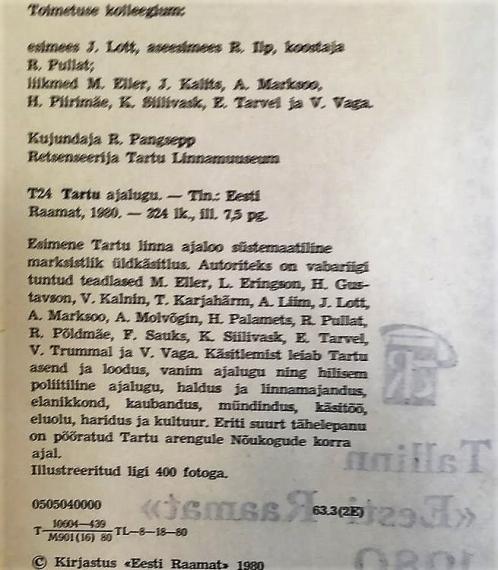 Toimetuse kolleegium:
esimees J. Lott, aseesimees R. Ilp, koostaja
R. Pullat;
liikmed M. Eller, J. Kalits, A. Marksoo,
H. Piirimäe, K. Siilivask, E. Tarvel ja V. Vaga.
Kujundaja R. Pangsepp
Retsenseerija Tartu Linnamuuseum
T24 Tartu ajalugu. — Tln.: Eesti
Raamat, 1980. — 324 lk., ill. 7,5 pg.
Esimene Tartu linna ajaloo süstemaatiline
marksistlik üldkäsitlus. Autoriteks on vabariigi
tuntud teadlased M. Eller, L. Eringson, H. Gus-
tavson, V. Kalnin, T. Karjahärm, A. Liim, J. Lott,
A. Marksoo, A. Molvõgin, H. Palamets, R. Pullat,
R. Põldmäe, F. Sauks, K. Siilivask, E. Tarvel,
V. Trummal ja V. Vaga. Käsitlemist leiab Tartu
asend ja loodus, vanim ajalugu ning hilisem
poliitiline ajalugu, haldus ja linnamajandus,
elanikkond, kaubandus, mündindus, käsitöö,
eluolu, haridus ja kultuur. Eriti suurt tähelepanu
on pööratud Tartu arengule Nõukogude korra
ajal.
Illustreeritud ligi 400 fotoga.
0505040000 63.3(2E)
T 10604—439 / M901(16) 80 TL—8—18—80
© Kirjastus «Eesti Raamat» 1980
Tallinn
«Eesti Raamat»
1980